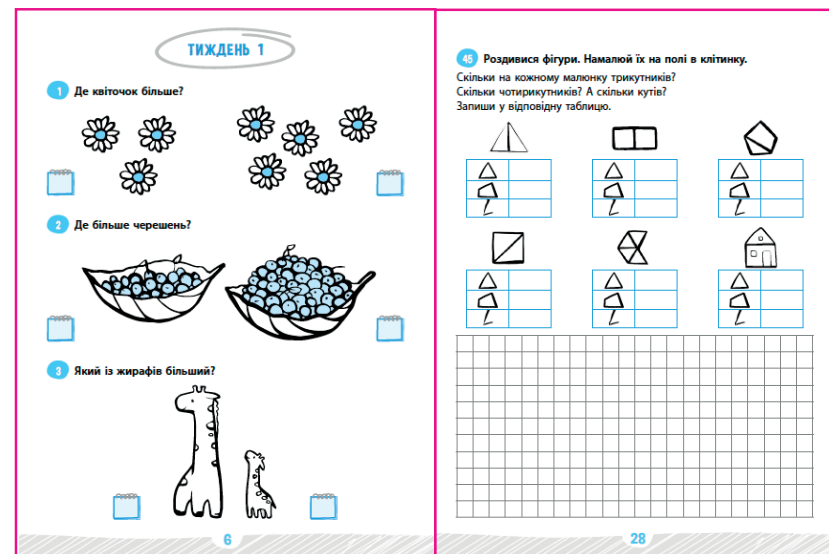 ТИЖДЕНЬ 1
1 Де квіточок більше?
2 Де більше черешень?
3 Який із жирафів більший?
6
45 Роздивися фігури. Намалюй їх на полі в клітинку.
Скільки на кожному малюнку трикутників?
Скільки чотирикутників? А скільки кутів?
Запиши у відповідну таблицю.
28